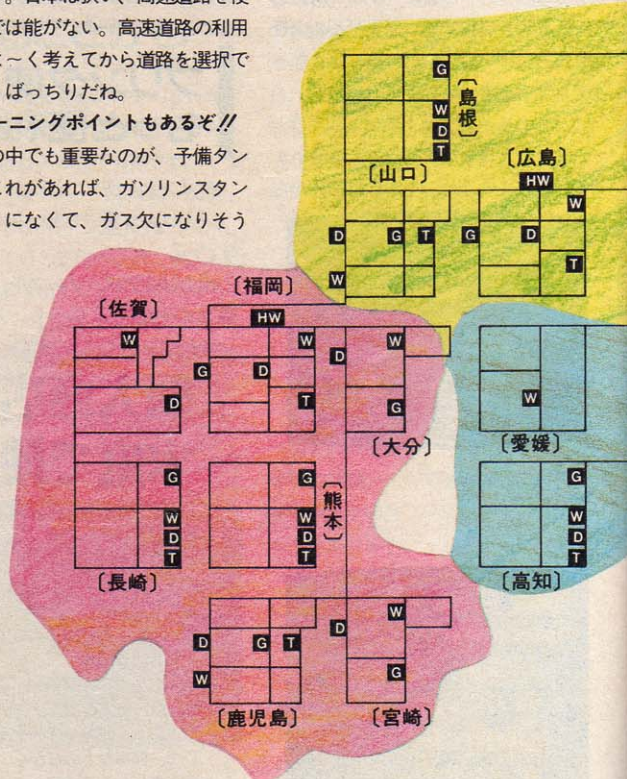 。日本は狭い、高速道路を使
では能がない。高速道路の利用
よ～く考えてから道路を選択で
ばっちりだね。
ーニングポイントもあるぞ!!
の中でも重要なのが、予備タン
これがあれば、ガソリンスタン
になくて、ガス欠になりそう
G
W
D
T
〔島根〕
〔山口〕
〔広島〕
HW
W
D
G
T
G
D
W
T
〔佐賀〕
〔福岡〕
HW
W
G
D
W
T
D
W
G
D
〔大分〕
W
〔愛媛〕
G
W
D
T
〔長崎〕
G
W
D
T
〔熊本〕
G
W
D
T
〔高知〕
D
G
T
W
〔鹿児島〕
D
W
G
〔宮崎〕